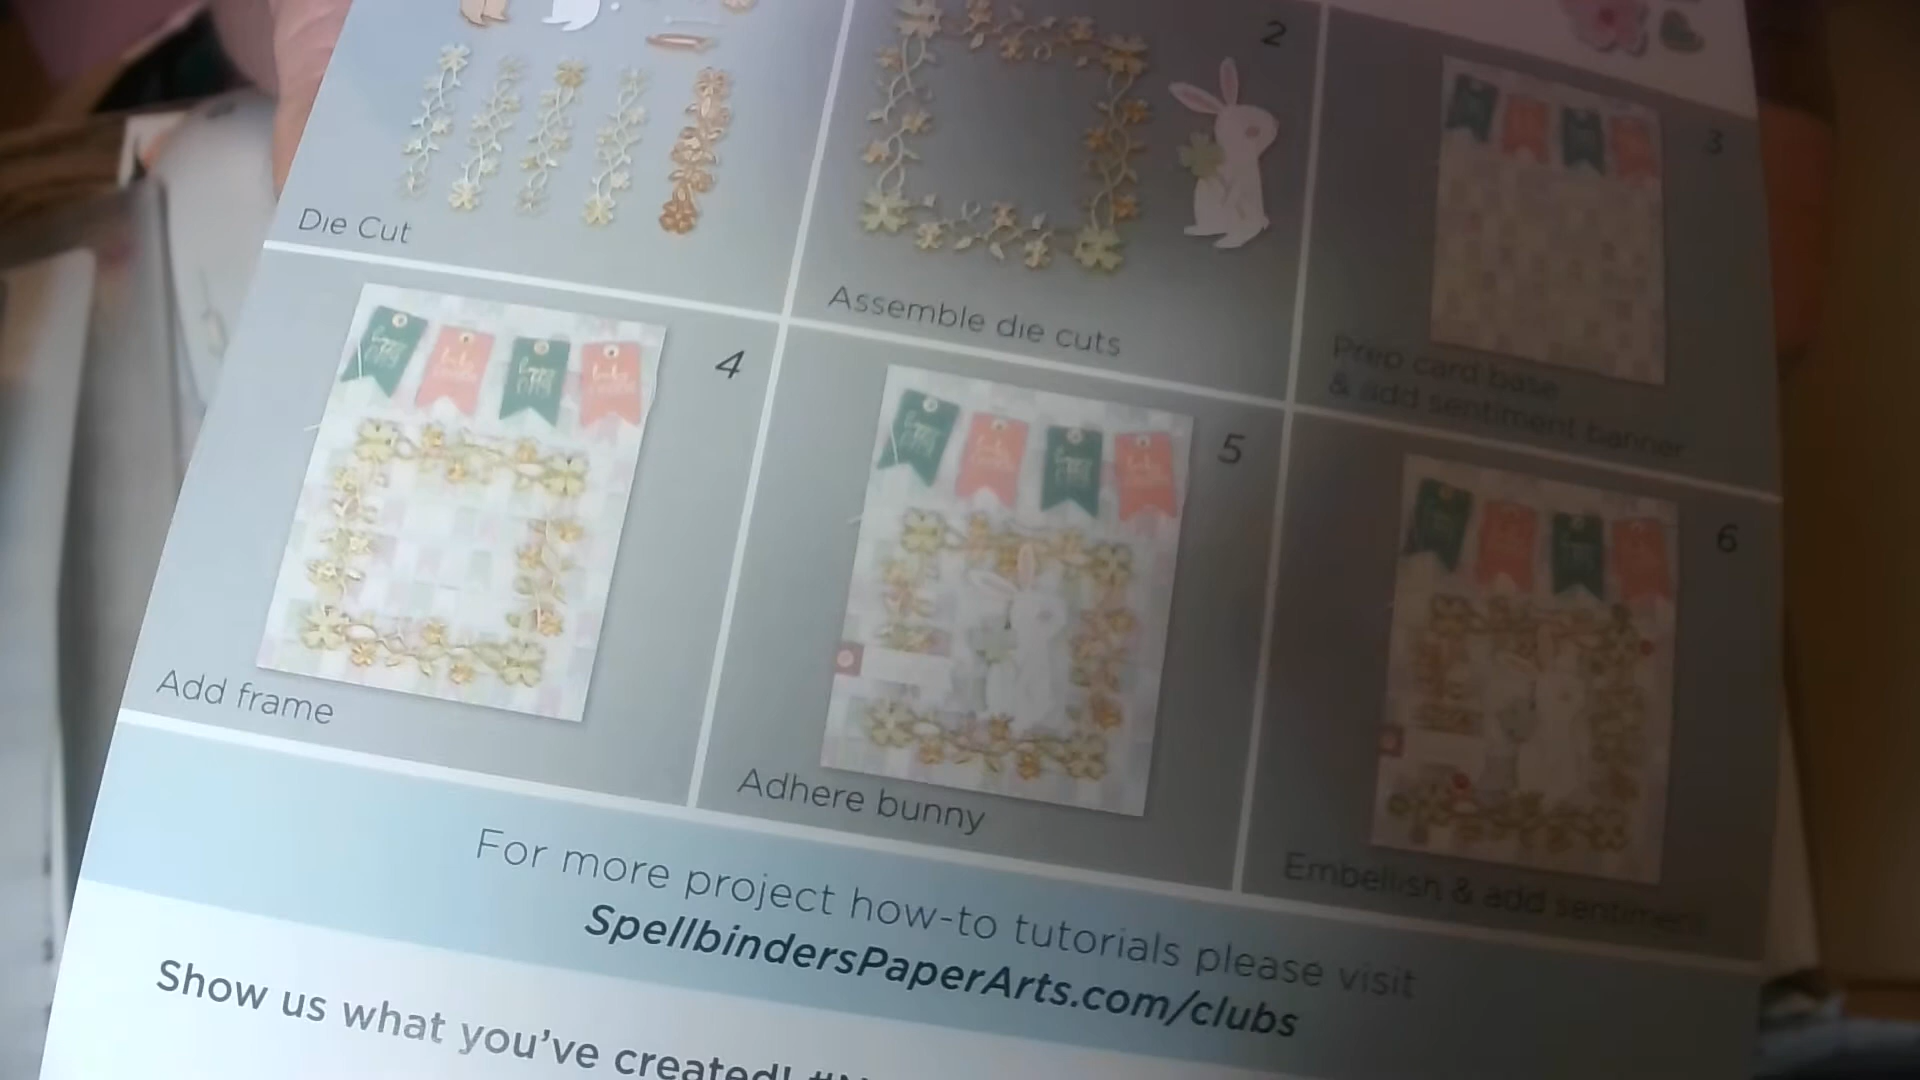 2
3
Die Cut
Assemble die cuts
Prep card base
& add sentiment banner
4
5
6
Add frame
Adhere bunny
Embellish & add sentiment
For more project how-to tutorials please visit
SpellbindersPaperArts.com/clubs
Show us what you've created!